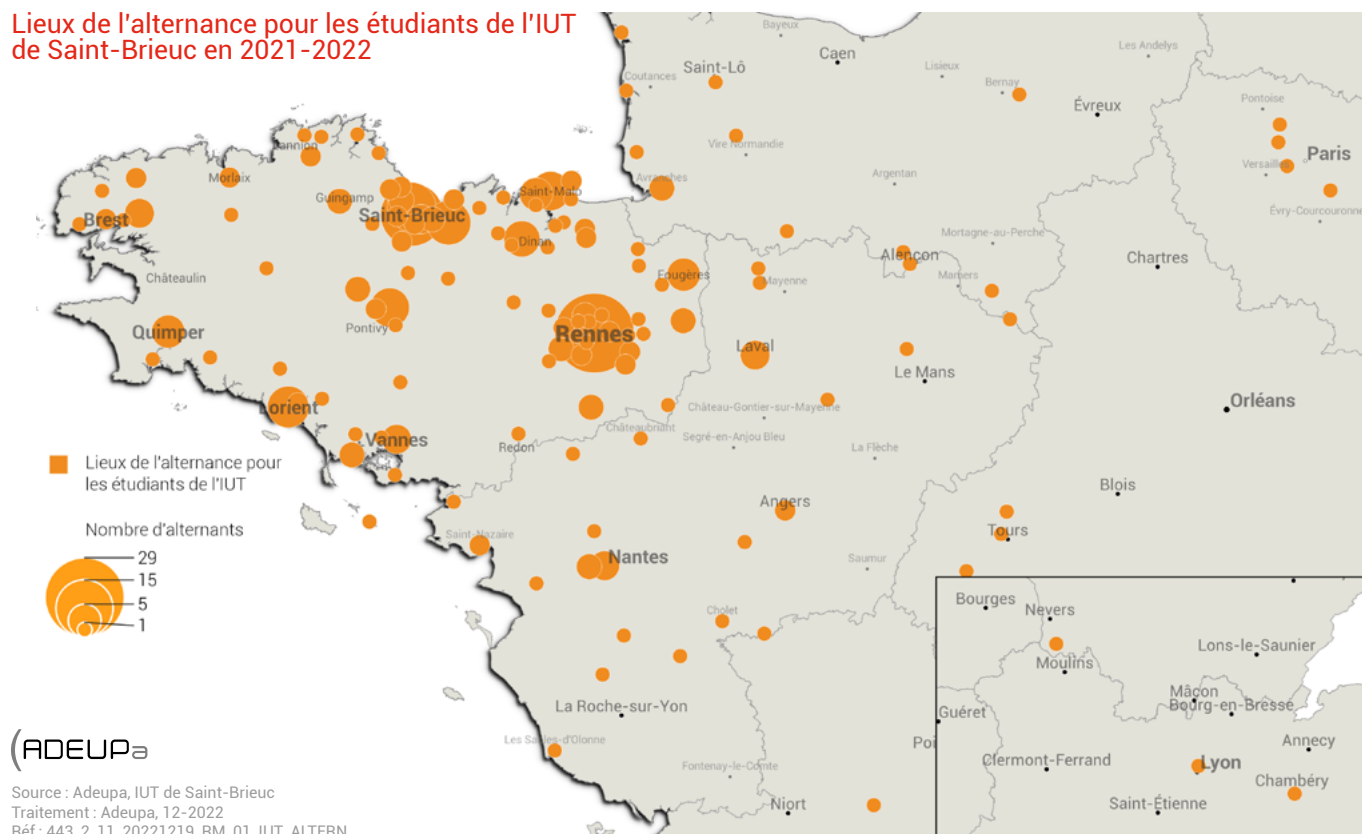 Lieux de l'alternance pour les étudiants de l'IUT
de Saint-Brieuc en 2021-2022
Bayeux
Caen
Les Andelys
Lisieux
Saint-Lô
Coutances
Bernay
Évreux
Pontoise
Vire Normandie
Paris
Versailles
Lannion
Morlaix
Avranches
Argentan
Guingamp
Saint-Malo
Saint-Brieuc
Brest
Évry-Courcouronne
Dinan
Mortagne-au-Perche
Alençon
Chartres
Châteaulin
Fougères
Mayenne
Mamers
Pontivy
Quimper
Rennes
Laval
Le Mans
Orléans
Lorient
Château-Gontier-sur-Mayenne
Châteaubriant
Segré-en-Anjou Bleu
Vannes
Redon
La Flèche
Lieux de l'alternance pour
les étudiants de l'IUT
Blois
Angers
Nombre d'alternants
Saint-Nazaire
Tours
29
15
5
1
Nantes
Saumur
Cholet
Bourges
Nevers
Lons-le-Saunier
Moulins
Mâcon
Bourg-en-Bresse
La Roche-sur-Yon
Guéret
Poi
Les Sables-d'Olonne
Annecy
ADEUPa
Clermont-Ferrand
Lyon
Fontenay-le-Comte
Chambéry
Niort
Saint-Étienne
Source : Adeupa, IUT de Saint-Brieuc
Traitement : Adeupa, 12-2022
Réf : 443_2_11_20221219_BM_01_IUT_ALTERN